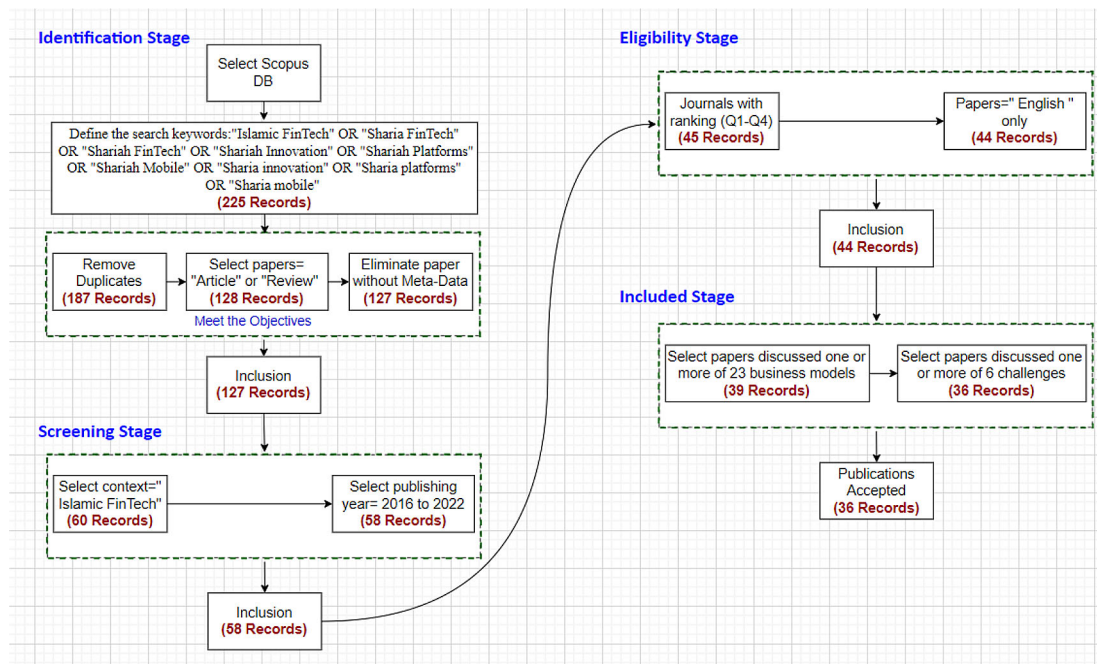 Identification Stage
Select Scopus
DB
Define the search keywords:"Islamic FinTech" OR "Sharia FinTech"
OR "Shariah FinTech" OR "Shariah Innovation" OR "Shariah Platforms"
OR "Shariah Mobile" OR "Sharia innovation" OR "Sharia platforms"
OR "Sharia mobile"
(225 Records)
Remove
Duplicates
(187 Records)
Select papers=
"Article" or "Review"
(128 Records)
Eliminate paper
without Meta-Data
(127 Records)
Meet the Objectives
Inclusion
(127 Records)
Screening Stage
Select context="
Islamic FinTech"
(60 Records)
Select publishing
year= 2016 to 2022
(58 Records)
Inclusion
(58 Records)
Eligibility Stage
Journals with
ranking (Q1-Q4)
(45 Records)
Papers=" English "
only
(44 Records)
Inclusion
(44 Records)
Included Stage
Select papers discussed one or
more of 23 business models
(39 Records)
Select papers discussed one
or more of 6 challenges
(36 Records)
Publications
Accepted
(36 Records)